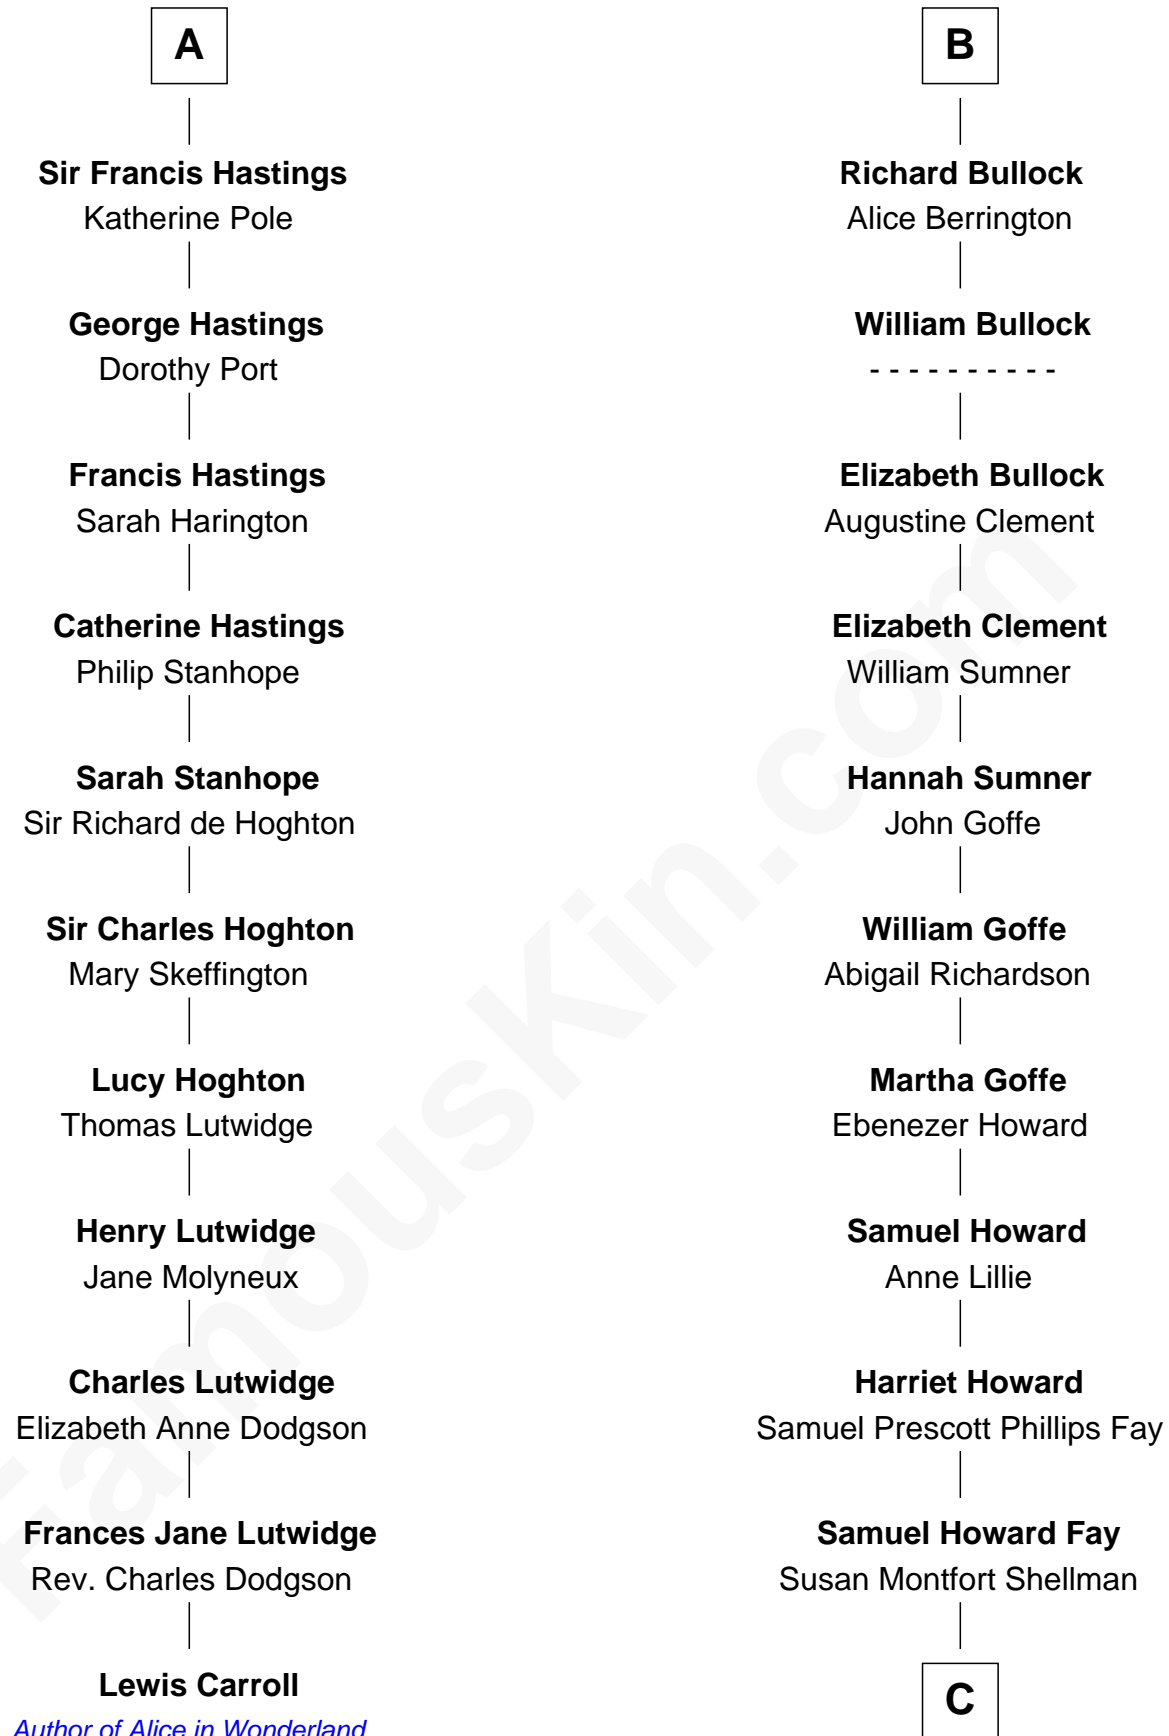 A
Sir Francis Hastings
Katherine Pole
George Hastings
Dorothy Port
Francis Hastings
Sarah Harington
Catherine Hastings
Philip Stanhope
Sarah Stanhope
Sir Richard de Hoghton
Sir Charles Hoghton
Mary Skeffington
Lucy Hoghton
Thomas Lutwidge
Henry Lutwidge
Jane Molyneux
Charles Lutwidge
Elizabeth Anne Dodgson
Frances Jane Lutwidge
Rev. Charles Dodgson
Lewis Carroll
Author of Alice in Wonderland
B
Richard Bullock
Alice Berrington
William Bullock
- - - - - - - - - -
Elizabeth Bullock
Augustine Clement
Elizabeth Clement
William Sumner
Hannah Sumner
John Goffe
William Goffe
Abigail Richardson
Martha Goffe
Ebenezer Howard
Samuel Howard
Anne Lillie
Harriet Howard
Samuel Prescott Phillips Fay
Samuel Howard Fay
Susan Montfort Shellman
C
FamousKin.com